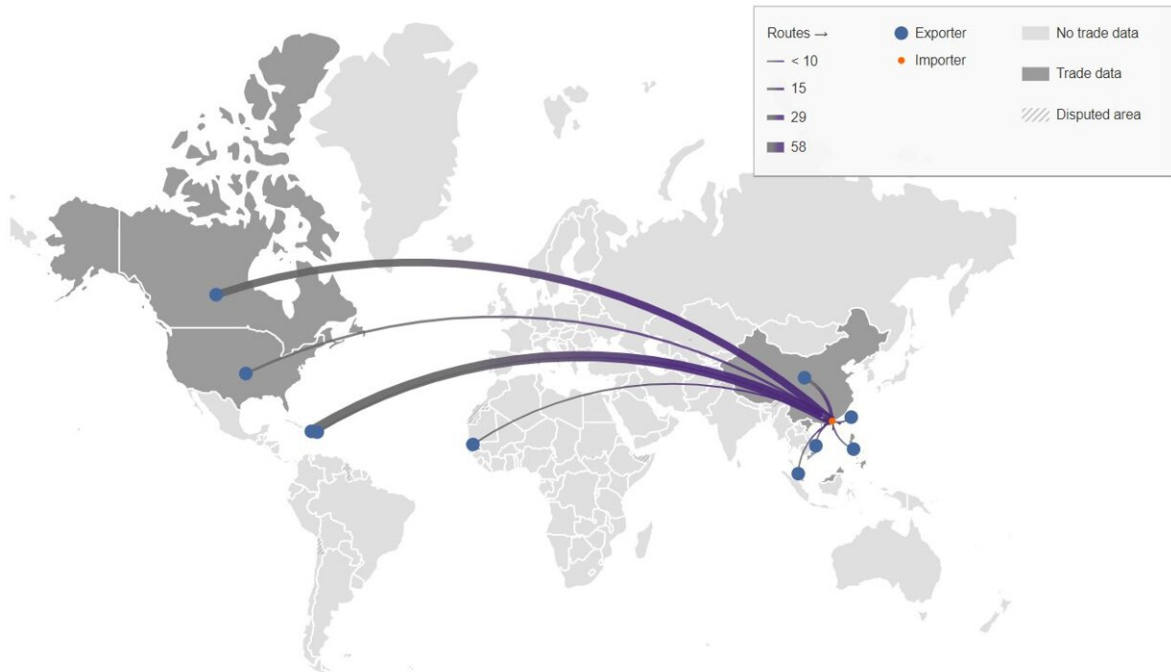 Routes →
< 10
15
29
58
Exporter
Importer
No trade data
Trade data
Disputed area